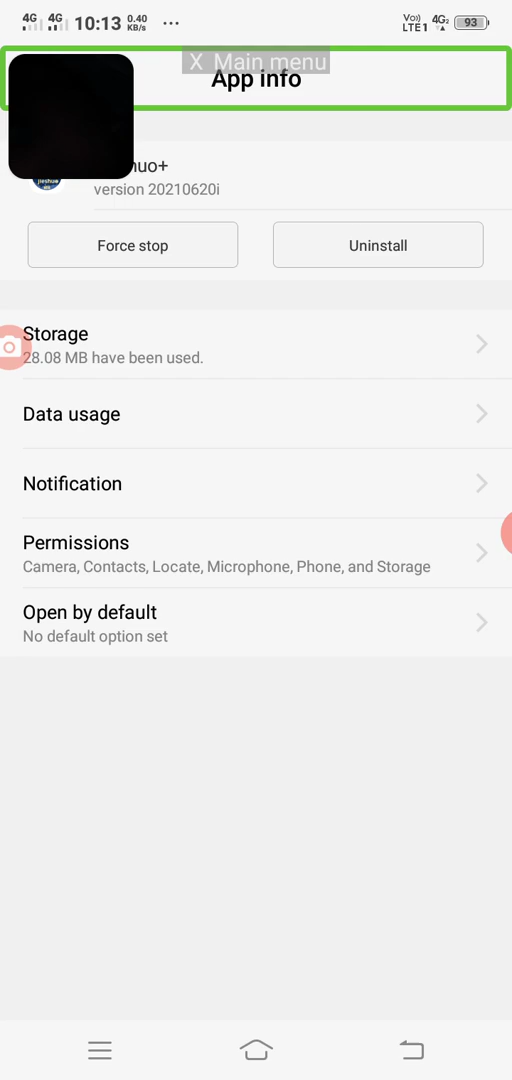 4G 4G 10:13 0.40 KB/s ... Vo)) LTE1 4G2 93
X Main menu
App info
huo+
jieshuo
version 20210620i
Force stop
Uninstall
Storage
28.08 MB have been used.
Data usage
Notification
Permissions
Camera, Contacts, Locate, Microphone, Phone, and Storage
Open by default
No default option set